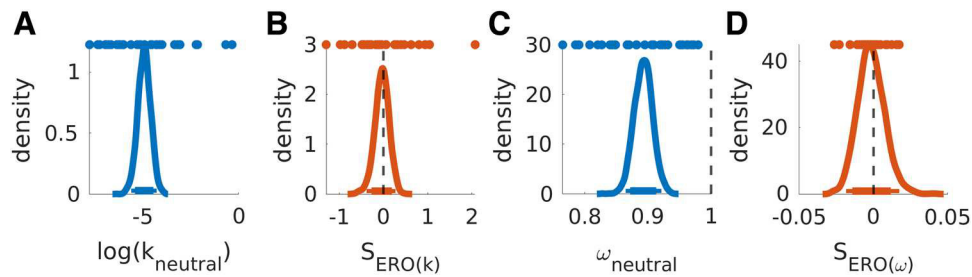 A
density
1
0.5
0
-5
0
log(k_neutral)
B
density
3
2
1
0
-1
0
1
2
S_ERO(k)
C
density
30
20
10
0
0.8
0.9
1
ω_neutral
D
density
40
20
0
-0.05
0
0.05
S_ERO(ω)